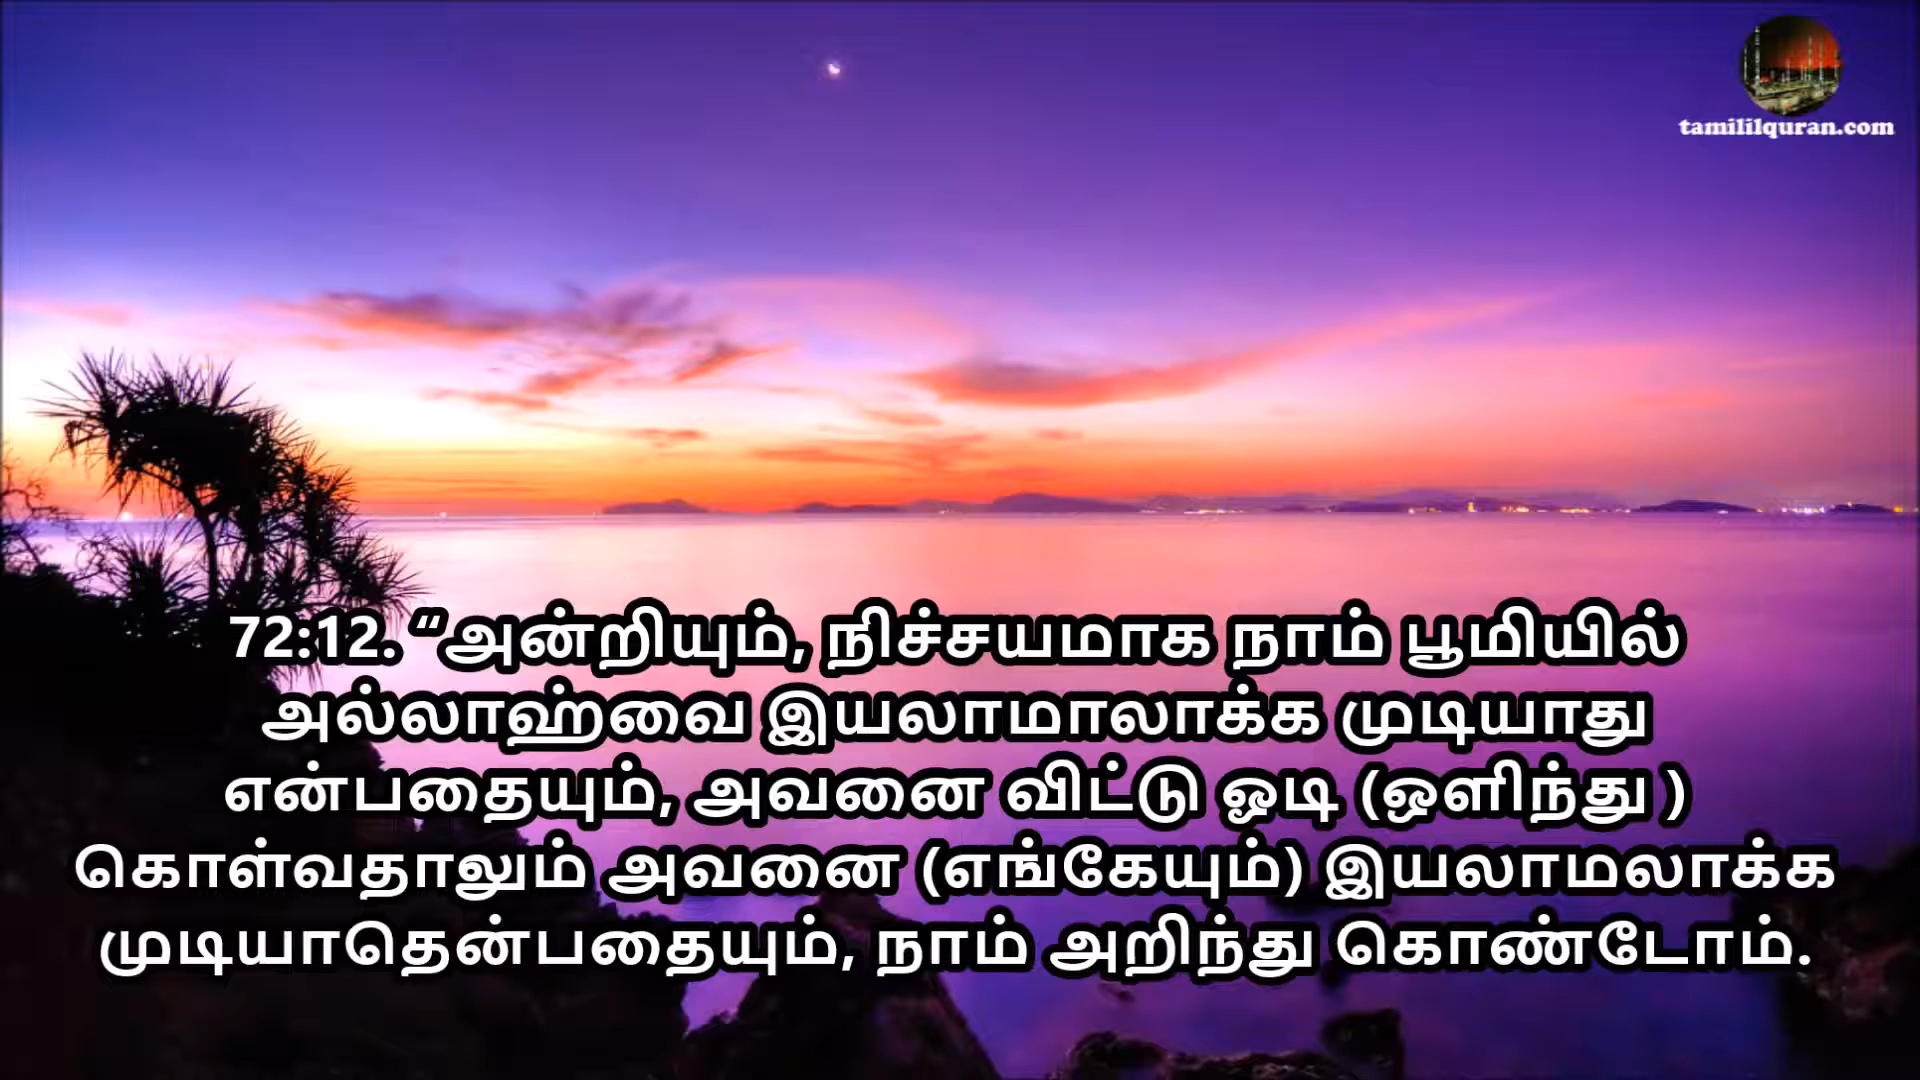 tamililquran.com
72:12. “அன்றியும், நிச்சயமாக நாம் பூமியில்
அல்லாஹ்வை இயலாமாலாக்க முடியாது
என்பதையும், அவனை விட்டு ஓடி (ஒளிந்து )
கொள்வதாலும் அவனை (எங்கேயும்) இயலாமலாக்க
முடியாதென்பதையும், நாம் அறிந்து கொண்டோம்.